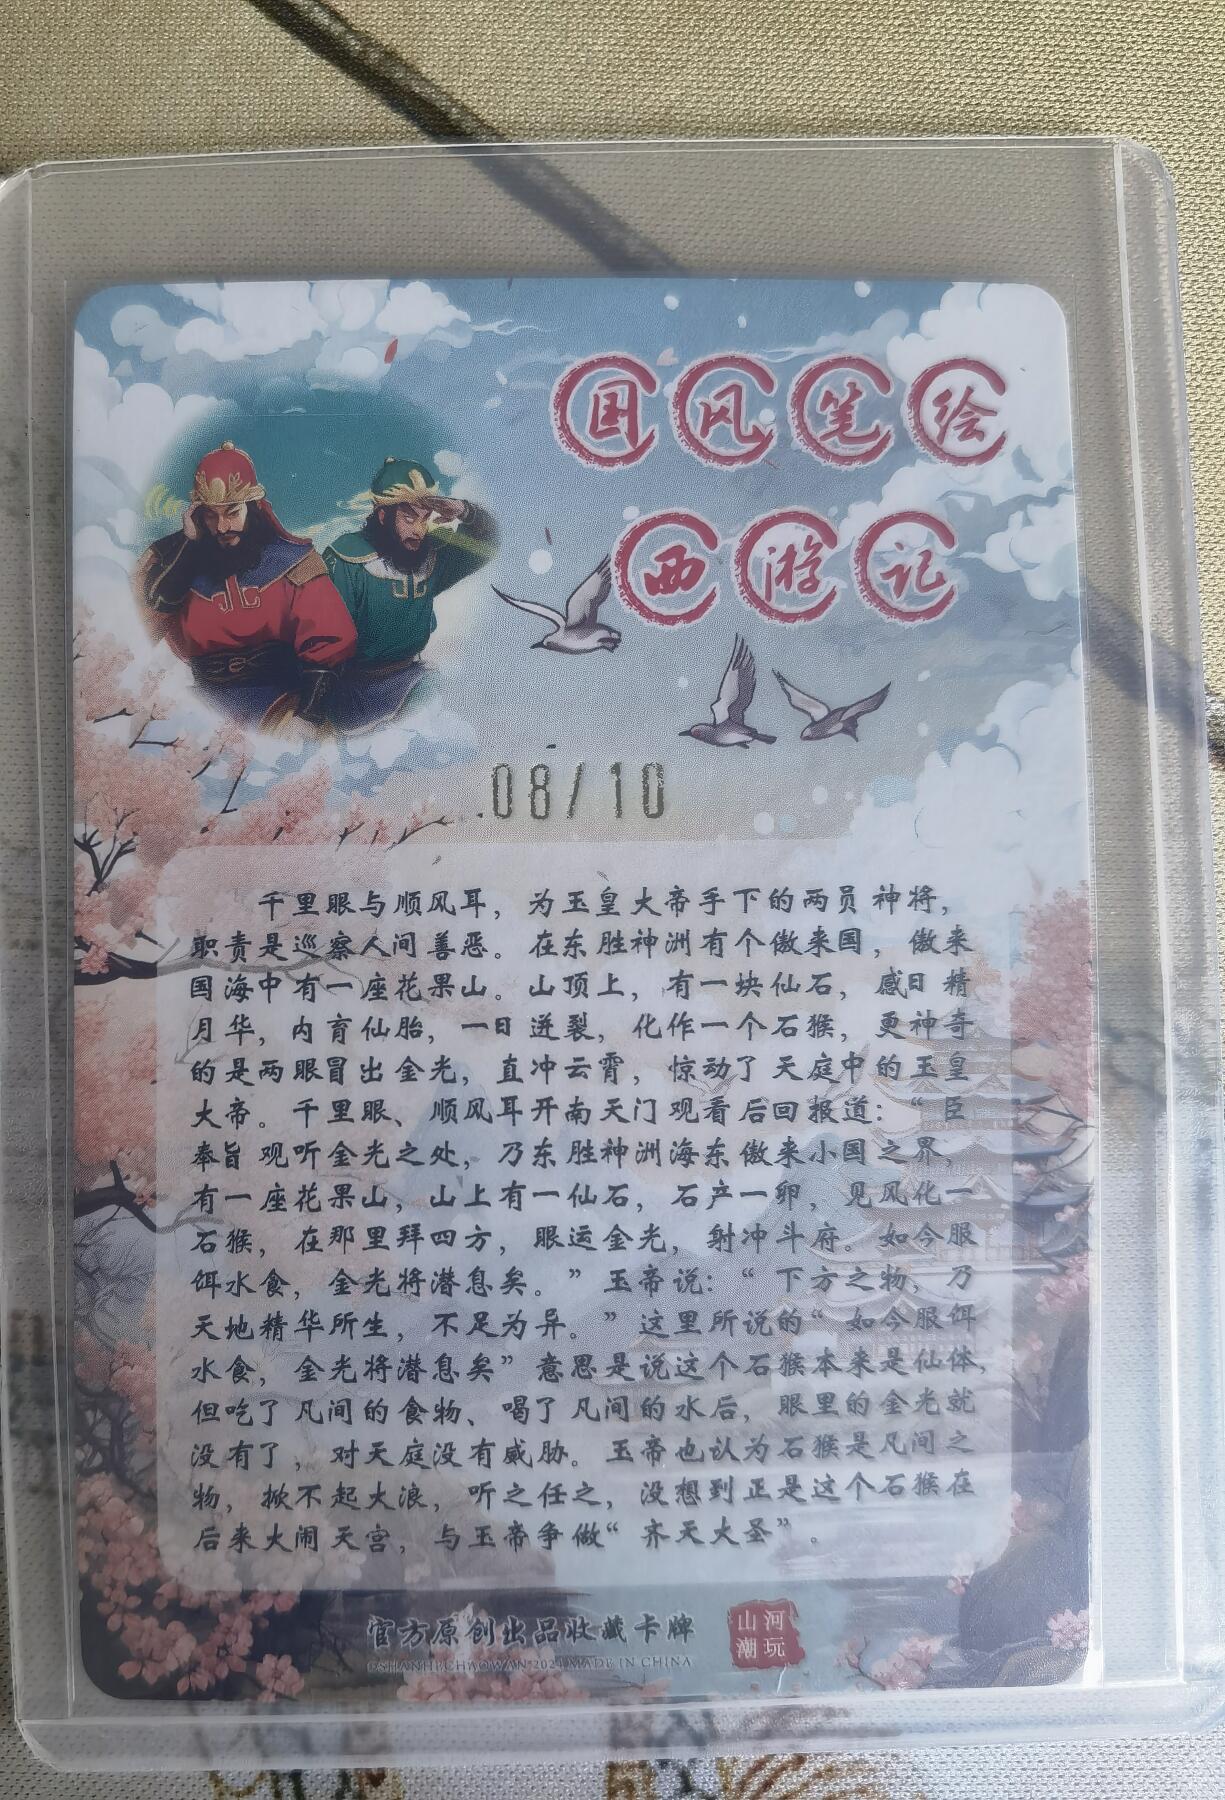 国风笔绘
西游记
08/10
千里眼与顺风耳，为玉皇大帝手下的两员神将，
职责是巡察人间善恶。在东胜神洲有个傲来国，傲来
国海中有一座花果山。山顶上，有一块仙石，感日精
月华，内育仙胎，一日迸裂，化作一个石猴，更神奇
的是两眼冒出金光，直冲云霄，惊动了天庭中的玉皇
大帝。千里眼、顺风耳开南天门观看后回报道：“臣
奉旨观听金光之处，乃东胜神洲海东傲来小国之界，
有一座花果山，山上有一仙石，石产一卵，见风化一
石猴，在那里拜四方，眼运金光，射冲斗府。如今服
饵水食，金光将潜息矣。”玉帝说：“下方之物，乃
天地精华所生，不足为异。”这里所说的“如今服饵
水食，金光将潜息矣”意思是说这个石猴本来是仙体，
但吃了凡间的食物、喝了凡间的水后，眼里的金光就
没有了，对天庭没有威胁。玉帝也认为石猴是凡间之
物，掀不起大浪，听之任之，没想到正是这个石猴在
后来大闹天宫，与玉帝争做“齐天大圣”。
官方原创出品收藏卡牌
©SHANHECHAOWAN 2024 MADE IN CHINA
山河
潮玩